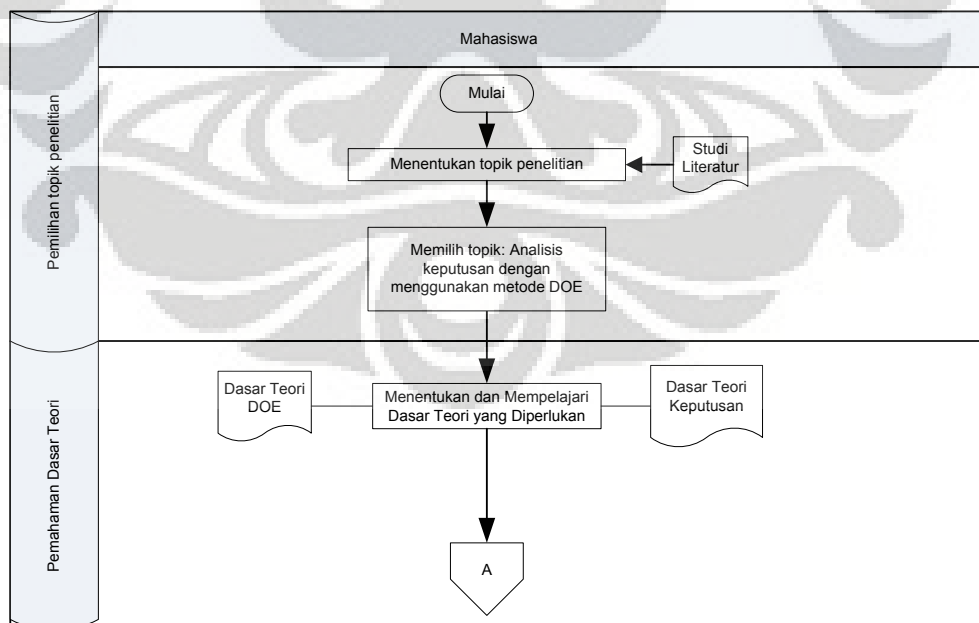 Mahasiswa
Pemilihan topik penelitian
Mulai
Menentukan topik penelitian
Studi
Literatur
Memilih topik: Analisis
keputusan dengan
menggunakan metode DOE
Pemahaman Dasar Teori
Dasar Teori
DOE
Menentukan dan Mempelajari
Dasar Teori yang Diperlukan
Dasar Teori
Keputusan
A